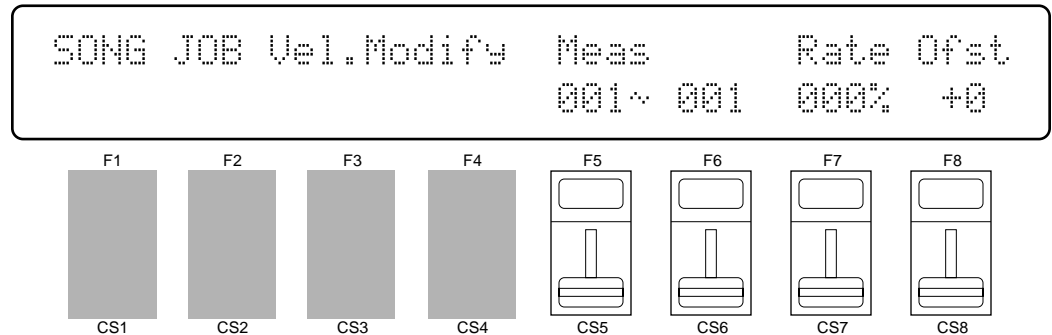 SONG JOB Vel.Modify Meas Rate Ofst
001~ 001 000% +0
F1 F2 F3 F4 F5 F6 F7 F8
CS1 CS2 CS3 CS4 CS5 CS6 CS7 CS8